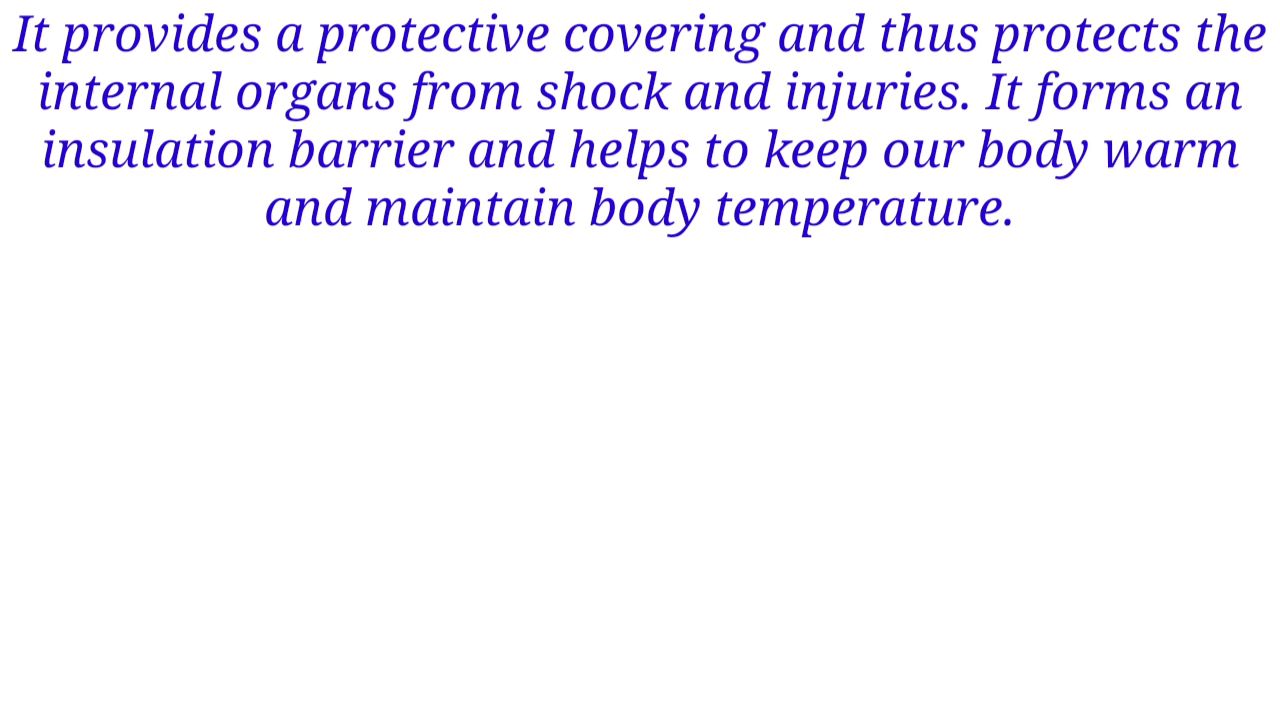 It provides a protective covering and thus protects the
internal organs from shock and injuries. It forms an
insulation barrier and helps to keep our body warm
and maintain body temperature.